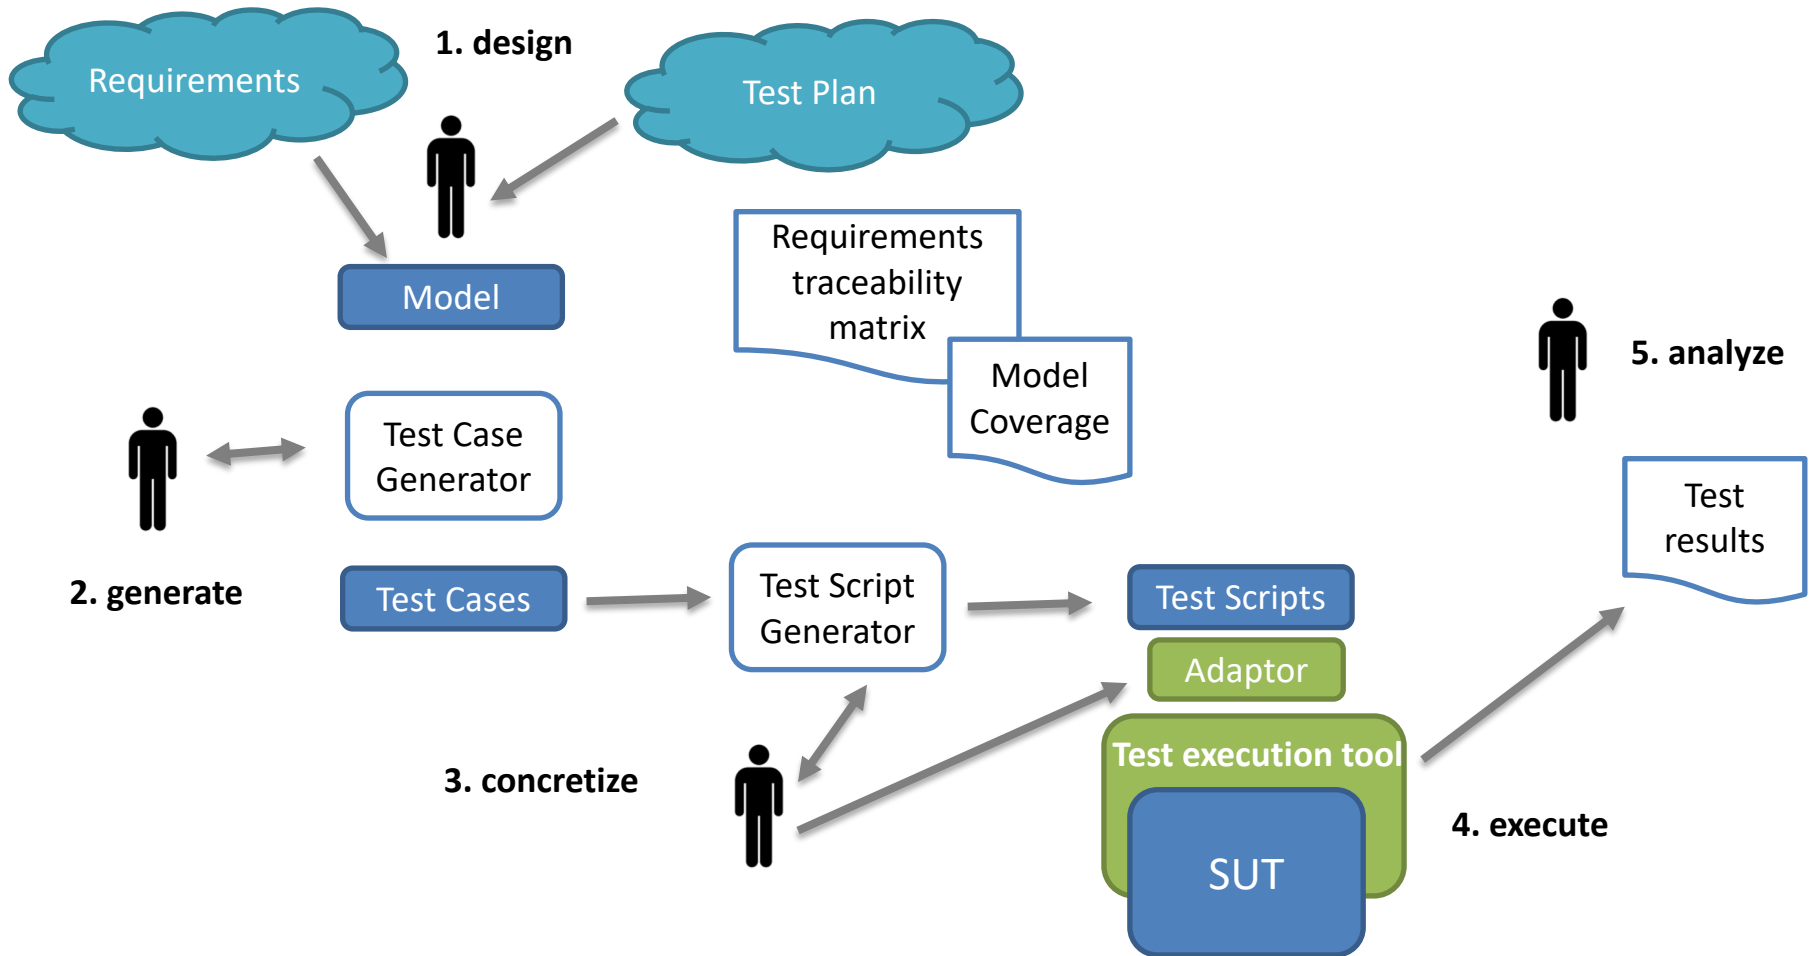 1. design
Requirements
Test Plan
Requirements
traceability
matrix
Model
Model
Coverage
5. analyze
Test Case
Generator
Test
results
2. generate
Test Cases
Test Script
Generator
Test Scripts
Adaptor
3. concretize
Test execution tool
4. execute
SUT